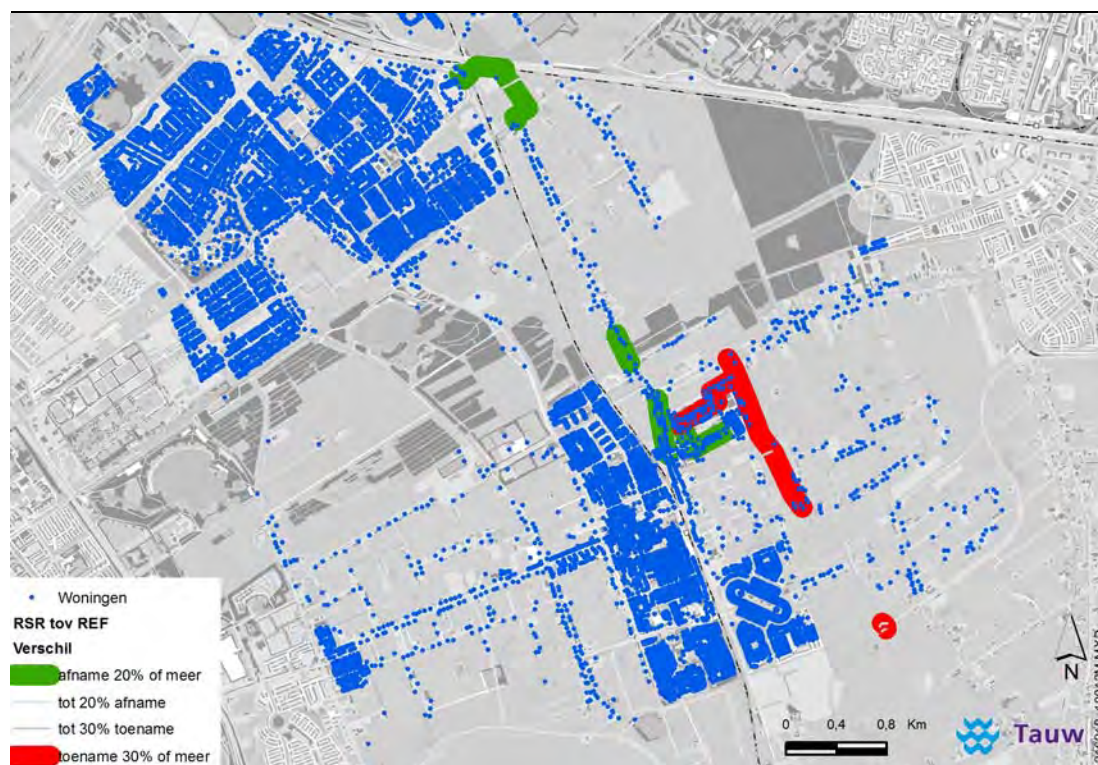 Woningen
RSR tov REF
Verschil
afname 20% of meer
tot 20% afname
tot 30% toename
toename 30% of meer
0 0,4 0,8 Km
N
Tauw